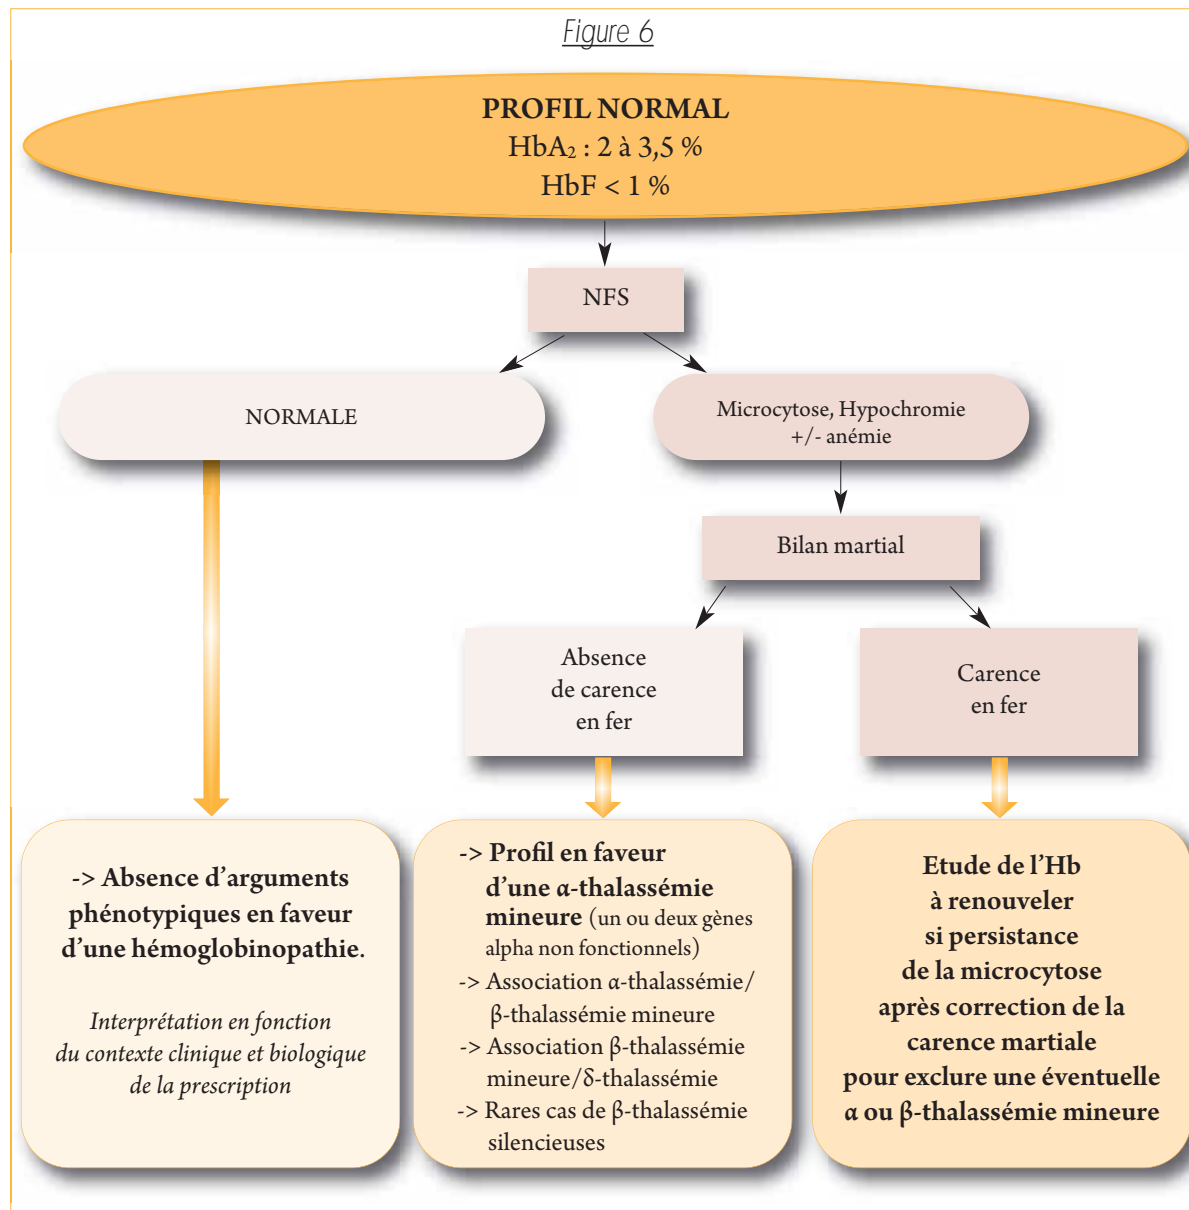 Figure 6
PROFIL NORMAL
HbA₂ : 2 à 3,5 %
HbF < 1 %
NFS
NORMALE
Microcytose, Hypochromie
+/- anémie
Bilan martial
Absence
de carence
en fer
Carence
en fer
-> Absence d’arguments
phénotypiques en faveur
d’une hémoglobinopathie.
Interprétation en fonction
du contexte clinique et biologique
de la prescription
-> Profil en faveur
d’une α-thalassémie
mineure (un ou deux gènes
alpha non fonctionnels)
-> Association α-thalassémie/
β-thalassémie mineure
-> Association β-thalassémie
mineure/δ-thalassémie
-> Rares cas de β-thalassémie
silencieuses
Etude de l’Hb
à renouveler
si persistance
de la microcytose
après correction de la
carence martiale
pour exclure une éventuelle
α ou β-thalassémie mineure